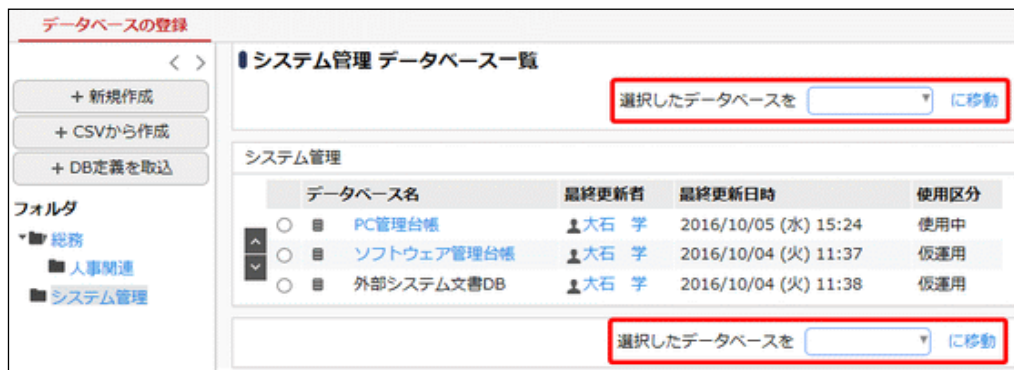 データベースの登録
< >
+ 新規作成
+ CSVから作成
+ DB定義を取込
フォルダ
総務
人事関連
システム管理
システム管理 データベース一覧
選択したデータベースを に移動
システム管理
データベース名 最終更新者 最終更新日時 使用区分
PC管理台帳 大石 学 2016/10/05 (水) 15:24 使用中
ソフトウェア管理台帳 大石 学 2016/10/04 (火) 11:37 仮運用
外部システム文書DB 大石 学 2016/10/04 (火) 11:38 仮運用
選択したデータベースを に移動